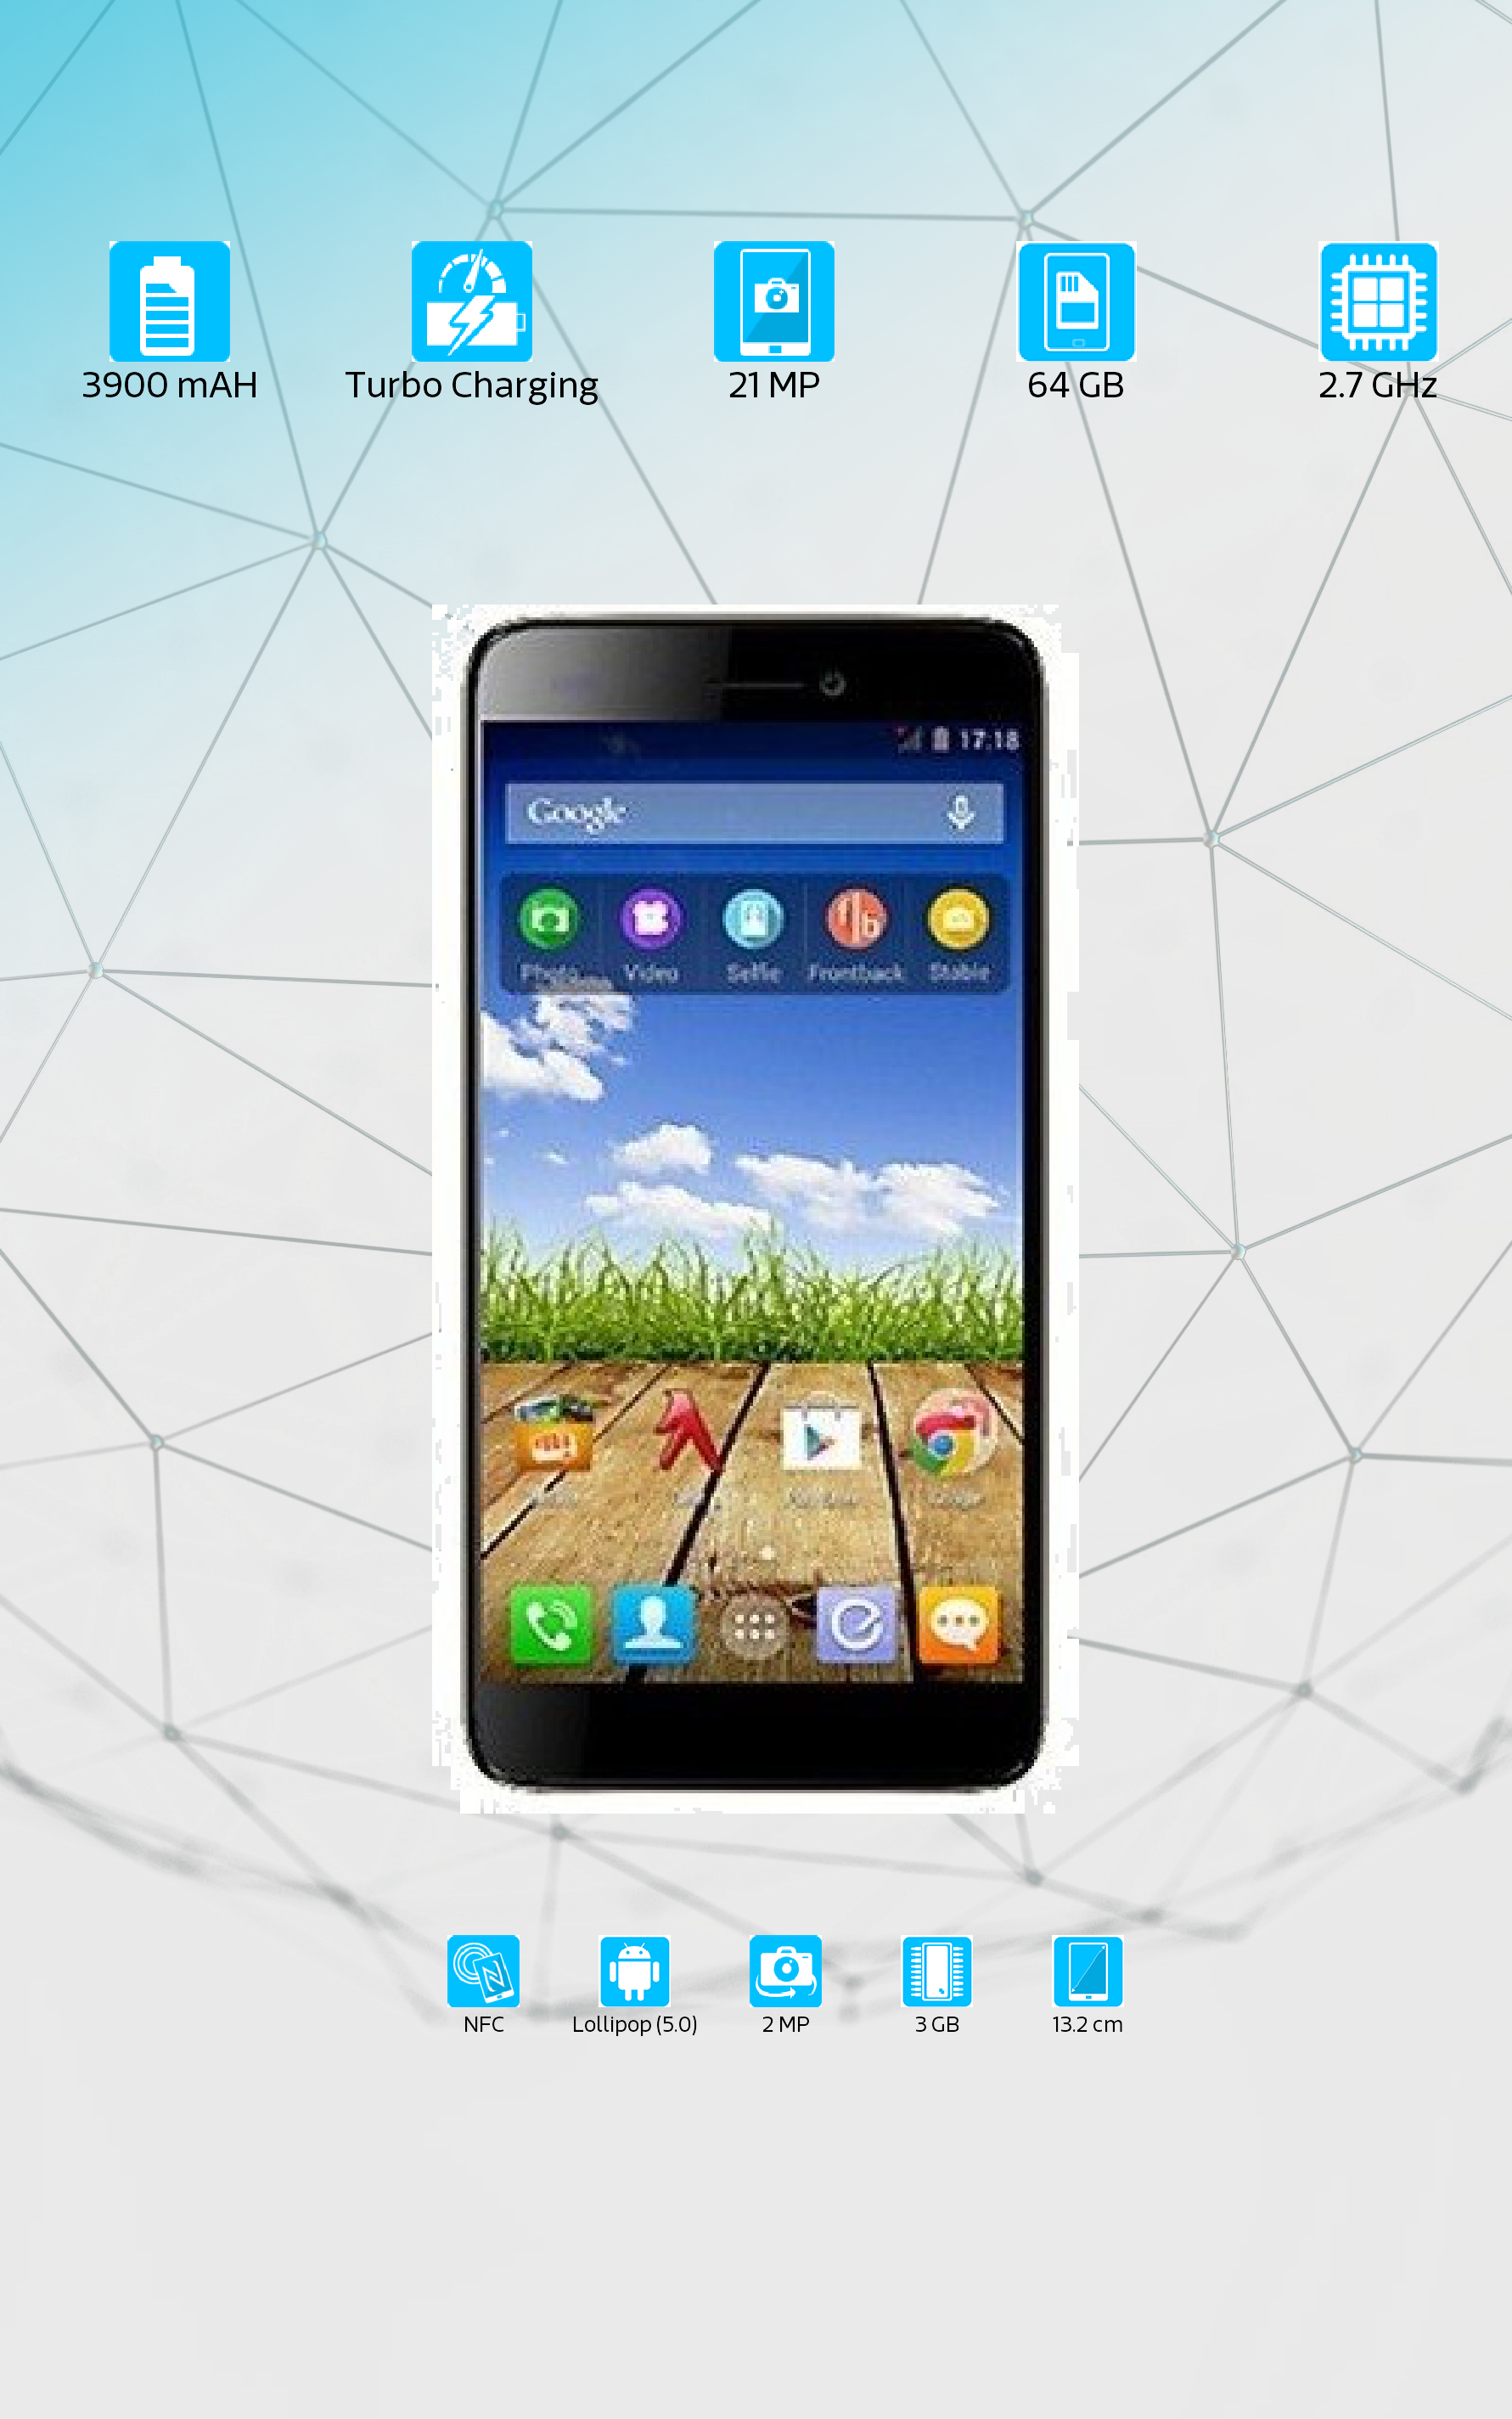 3900 mAH
Turbo Charging
21 MP
64 GB
2.7 GHz
17:18
Google
Photo
Video
Selfie
Frontback
Stable
NFC
Lollipop (5.0)
2 MP
3 GB
13.2 cm